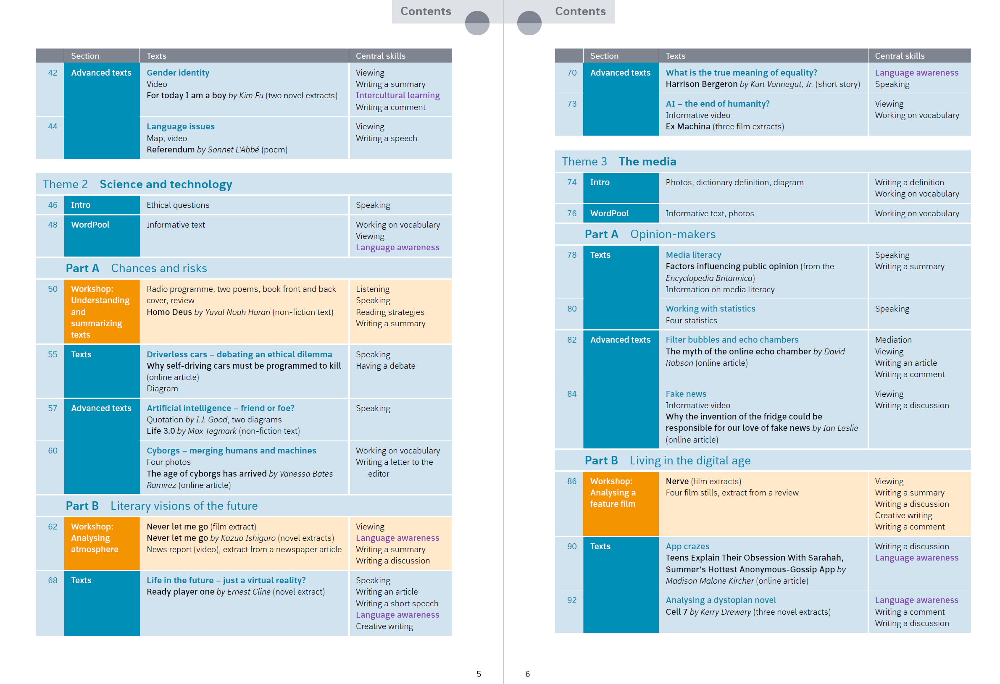 Contents
Section Texts Central skills
42 Advanced texts Gender identity Viewing
Video Writing a summary
For today I am a boy by Kim Fu (two novel extracts) Intercultural learning
Writing a comment
44 Language issues Viewing
Map, video Writing a speech
Referendum by Sonnet L’Abbé (poem)
Theme 2 Science and technology
46 Intro Ethical questions Speaking
48 WordPool Informative text Working on vocabulary
Viewing
Language awareness
Part A Chances and risks
50 Workshop: Radio programme, two poems, book front and back Listening
Understanding cover, review Speaking
and Homo Deus by Yuval Noah Harari (non-fiction text) Reading strategies
summarizing Writing a summary
texts
55 Texts Driverless cars – debating an ethical dilemma Speaking
Why self-driving cars must be programmed to kill Having a debate
(online article)
Diagram
57 Advanced texts Artificial intelligence – friend or foe? Speaking
Quotation by I.J. Good, two diagrams
Life 3.0 by Max Tegmark (non-fiction text)
60 Cyborgs – merging humans and machines Working on vocabulary
Four photos Writing a letter to the
The age of cyborgs has arrived by Vanessa Bates editor
Ramirez (online article)
Part B Literary visions of the future
62 Workshop: Never let me go (film extract) Viewing
Analysing Never let me go by Kazuo Ishiguro (novel extracts) Language awareness
atmosphere News report (video), extract from a newspaper article Writing a summary
Writing a discussion
68 Texts Life in the future – just a virtual reality? Speaking
Ready player one by Ernest Cline (novel extract) Writing an article
Writing a short speech
Language awareness
Creative writing
5
Contents
Section Texts Central skills
70 Advanced texts What is the true meaning of equality? Language awareness
Harrison Bergeron by Kurt Vonnegut, Jr. (short story) Speaking
73 AI – the end of humanity? Viewing
Informative video Working on vocabulary
Ex Machina (three film extracts)
Theme 3 The media
74 Intro Photos, dictionary definition, diagram Writing a definition
Working on vocabulary
76 WordPool Informative text, photos Working on vocabulary
Part A Opinion-makers
78 Texts Media literacy Speaking
Factors influencing public opinion (from the Writing a summary
Encyclopedia Britannica)
Information on media literacy
80 Working with statistics Speaking
Four statistics
82 Advanced texts Filter bubbles and echo chambers Mediation
The myth of the online echo chamber by David Viewing
Robson (online article) Writing an article
Writing a comment
84 Fake news Viewing
Informative video Writing a discussion
Why the invention of the fridge could be
responsible for our love of fake news by Ian Leslie
(online article)
Part B Living in the digital age
86 Workshop: Nerve (film extracts) Viewing
Analysing a Four film stills, extract from a review Writing a summary
feature film Writing a discussion
Creative writing
Writing a comment
90 Texts App crazes Writing a discussion
Teens Explain Their Obsession With Sarahah, Language awareness
Summer’s Hottest Anonymous-Gossip App by
Madison Malone Kircher (online article)
92 Analysing a dystopian novel Language awareness
Cell 7 by Kerry Drewery (three novel extracts) Writing a comment
Writing a discussion
6